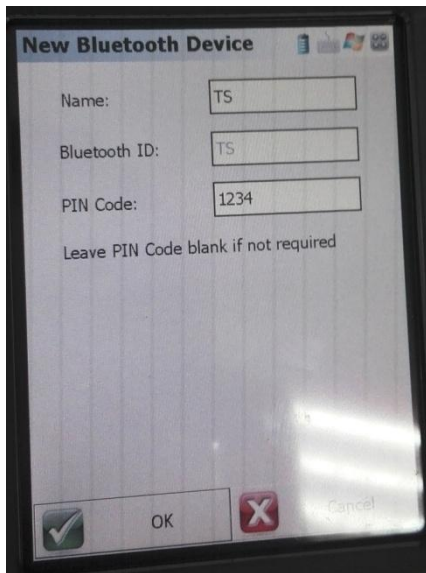 New Bluetooth Device
Name: TS
Bluetooth ID: TS
PIN Code: 1234
Leave PIN Code blank if not required
OK Cancel